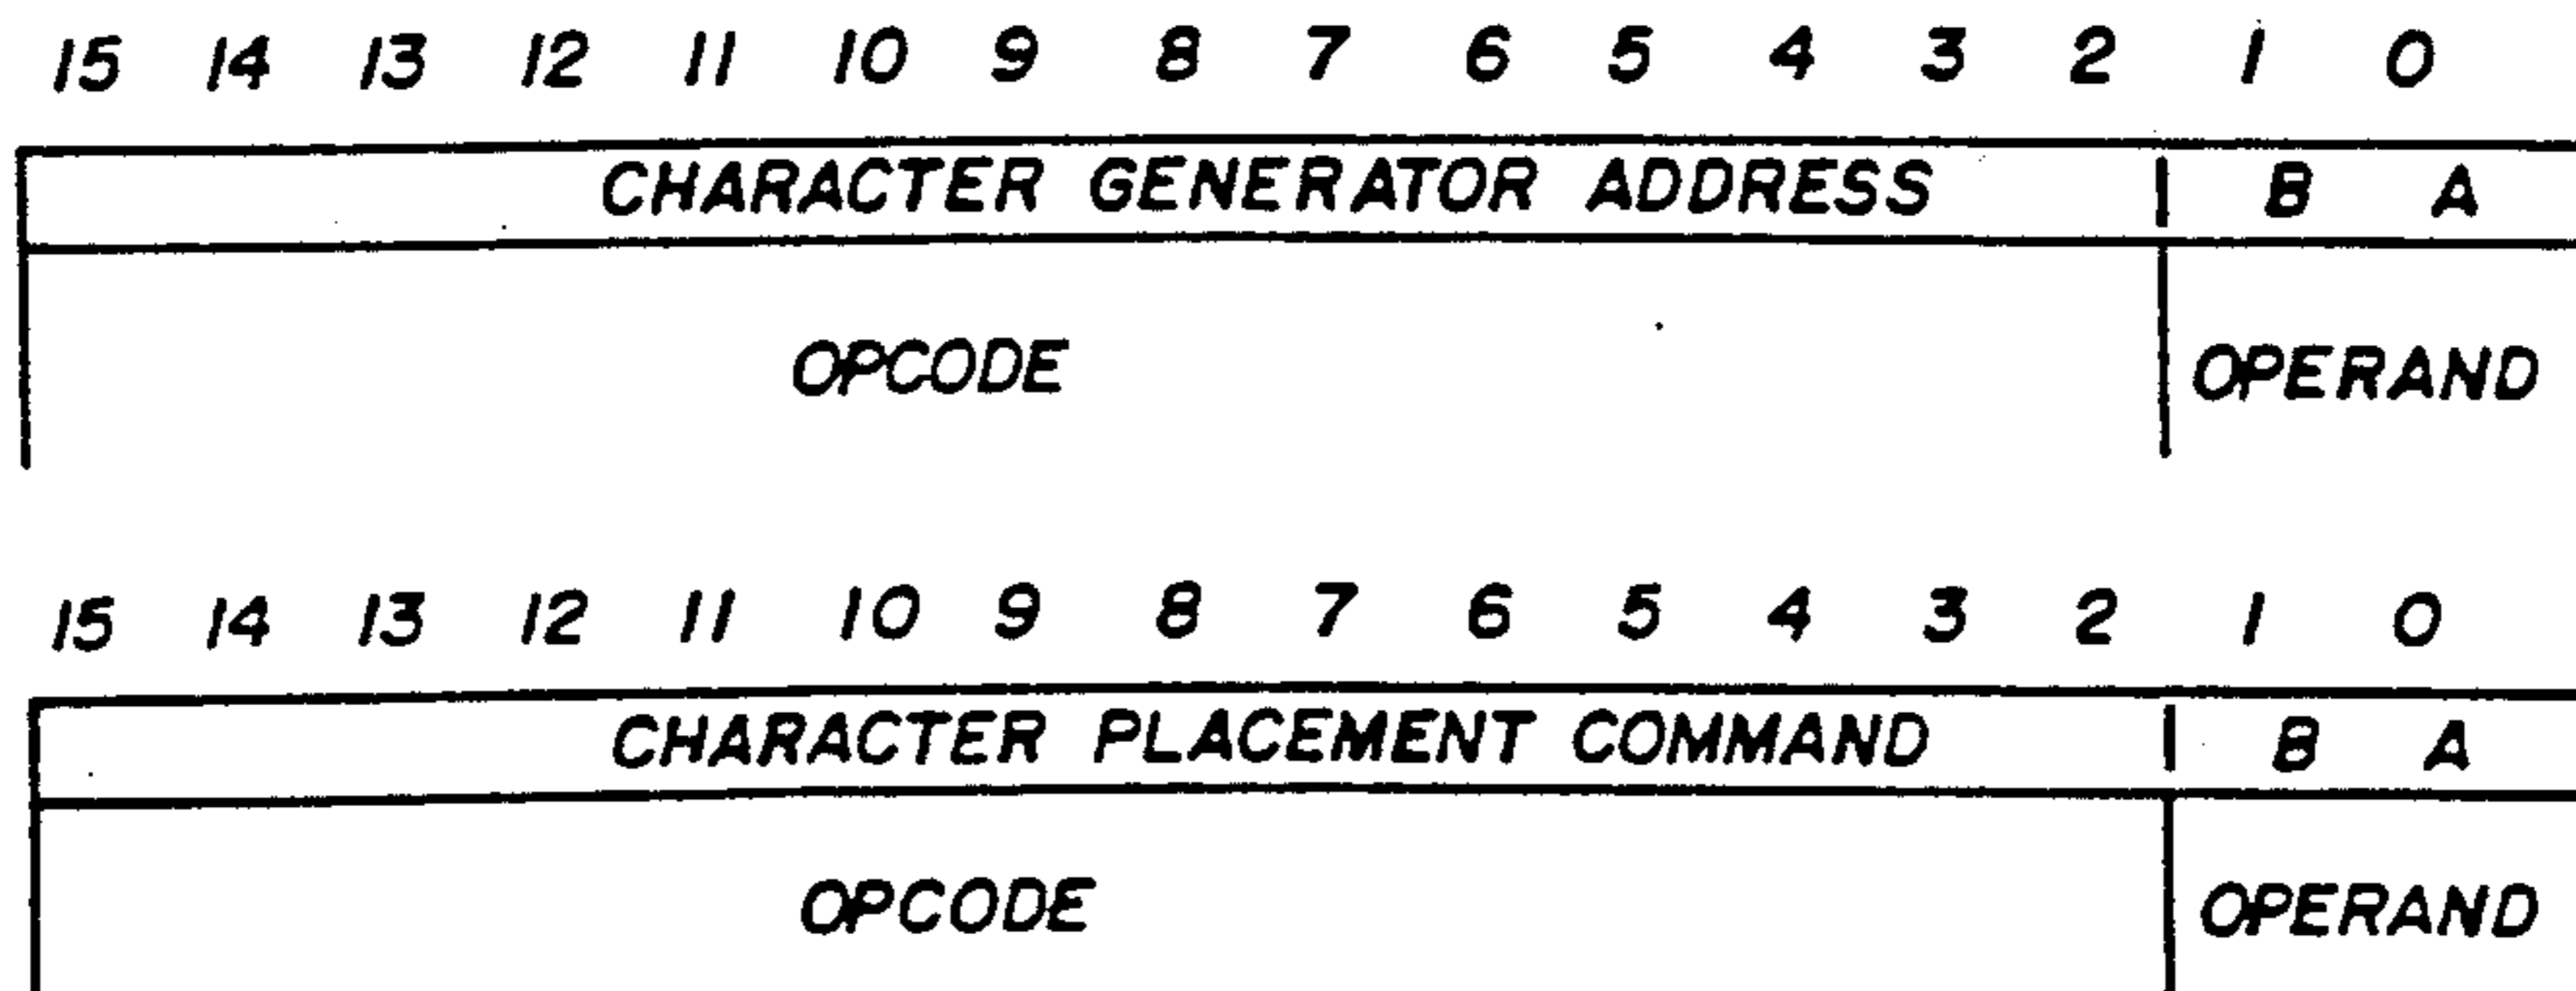 15 14 13 12 11 10 9 8 7 6 5 4 3 2 1 0
CHARACTER GENERATOR ADDRESS B A
OPCODE OPERAND
15 14 13 12 11 10 9 8 7 6 5 4 3 2 1 0
CHARACTER PLACEMENT COMMAND B A
OPCODE OPERAND